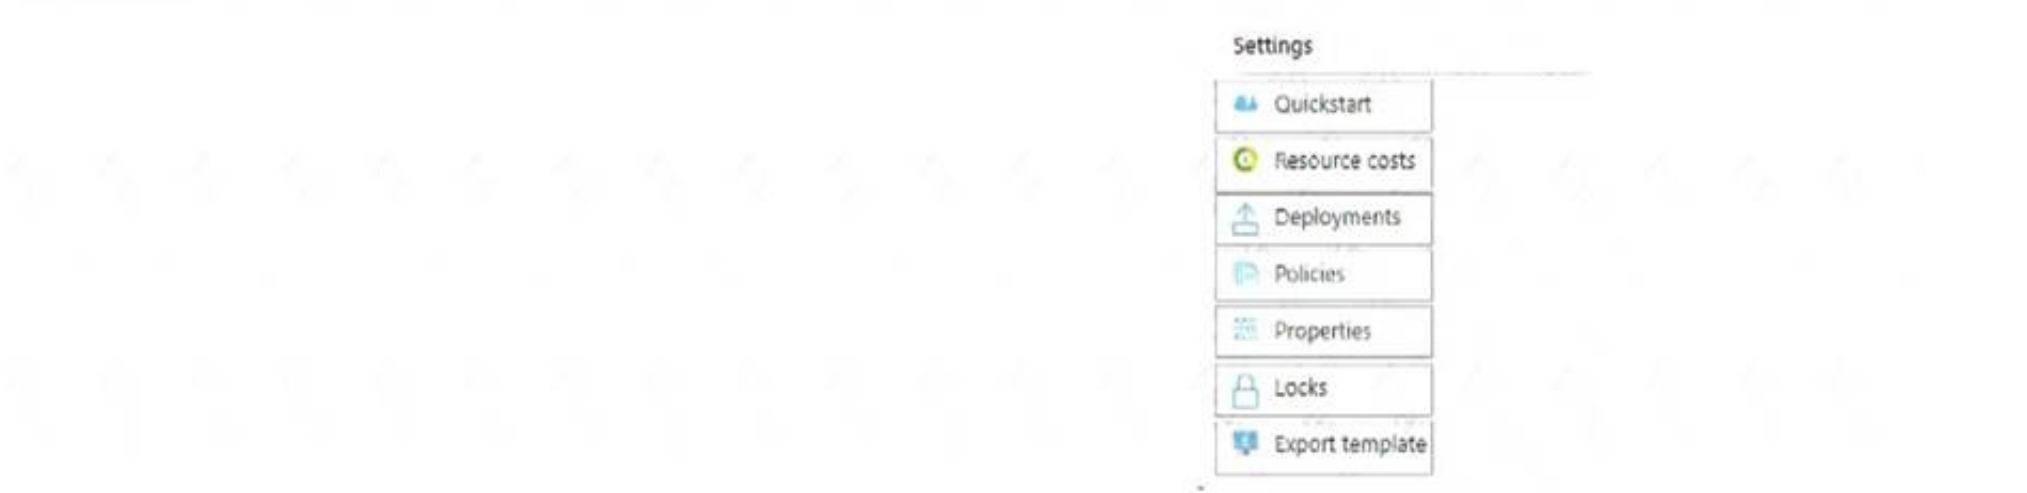 Settings
Quickstart
Resource costs
Deployments
Policies
Properties
Locks
Export template